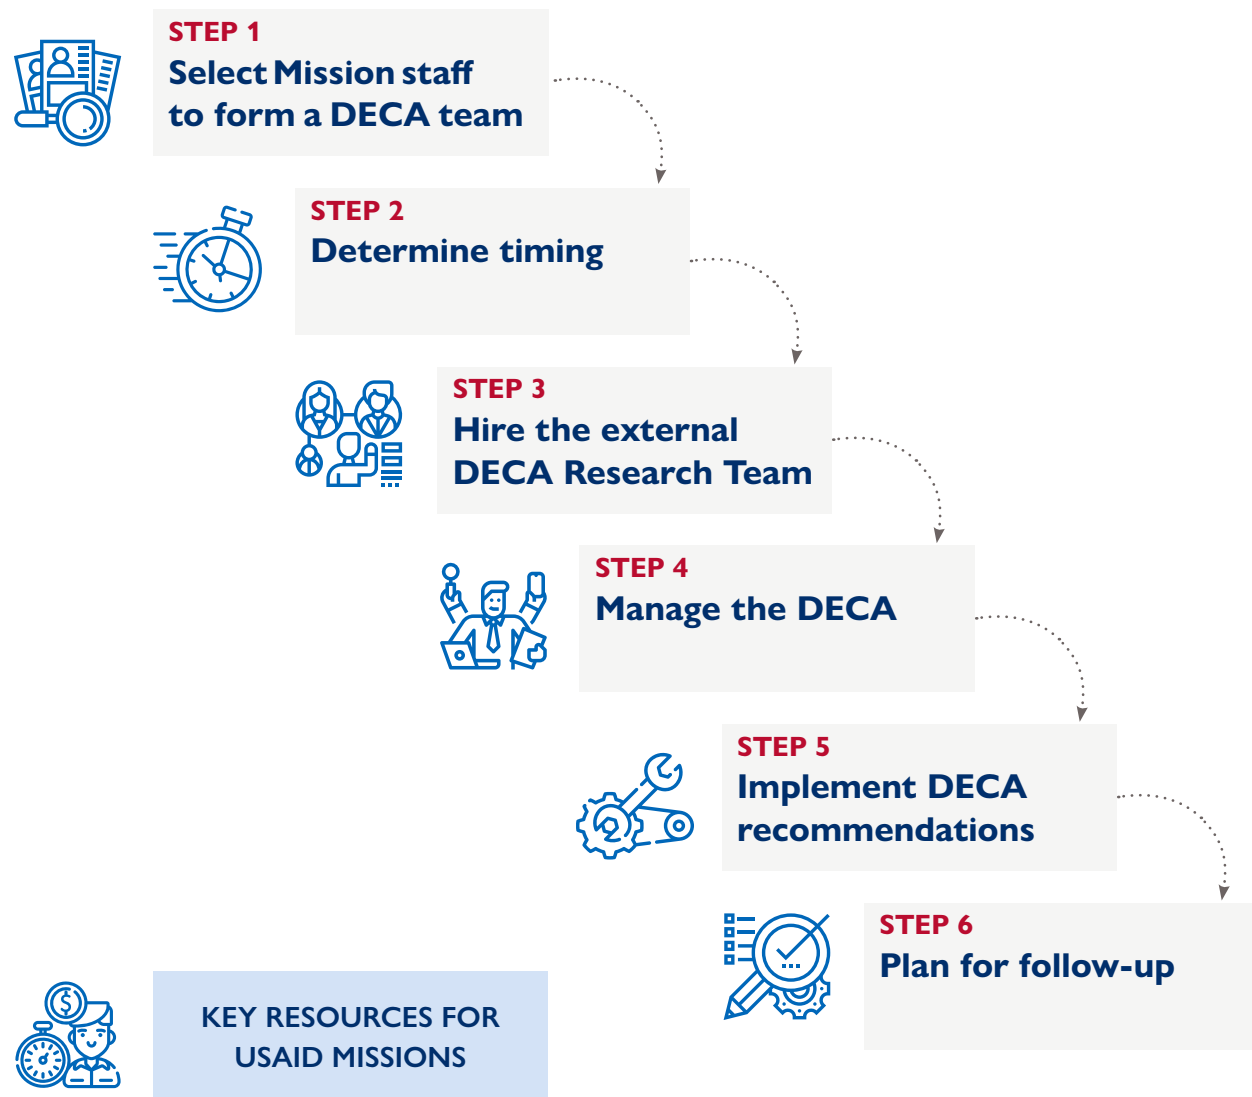 STEP 1
Select Mission staff
to form a DECA team
STEP 2
Determine timing
STEP 3
Hire the external
DECA Research Team
STEP 4
Manage the DECA
STEP 5
Implement DECA
recommendations
STEP 6
Plan for follow-up
KEY RESOURCES FOR
USAID MISSIONS